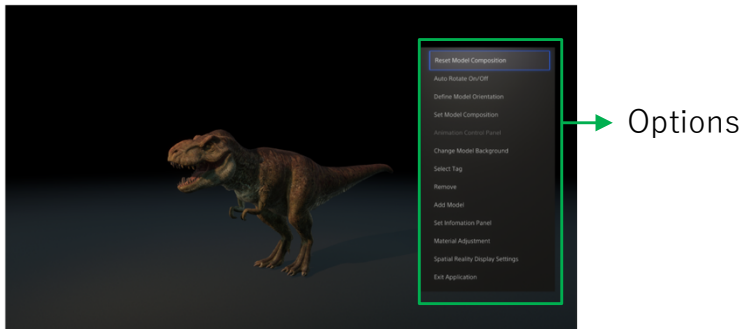 Reset Model Composition
Auto Rotate On/Off
Define Model Orientation
Set Model Composition
Animation Control Panel
Change Model Background
Select Tag
Remove
Add Model
Set Infomation Panel
Material Adjustment
Spatial Reality Display Settings
Exit Application
Options